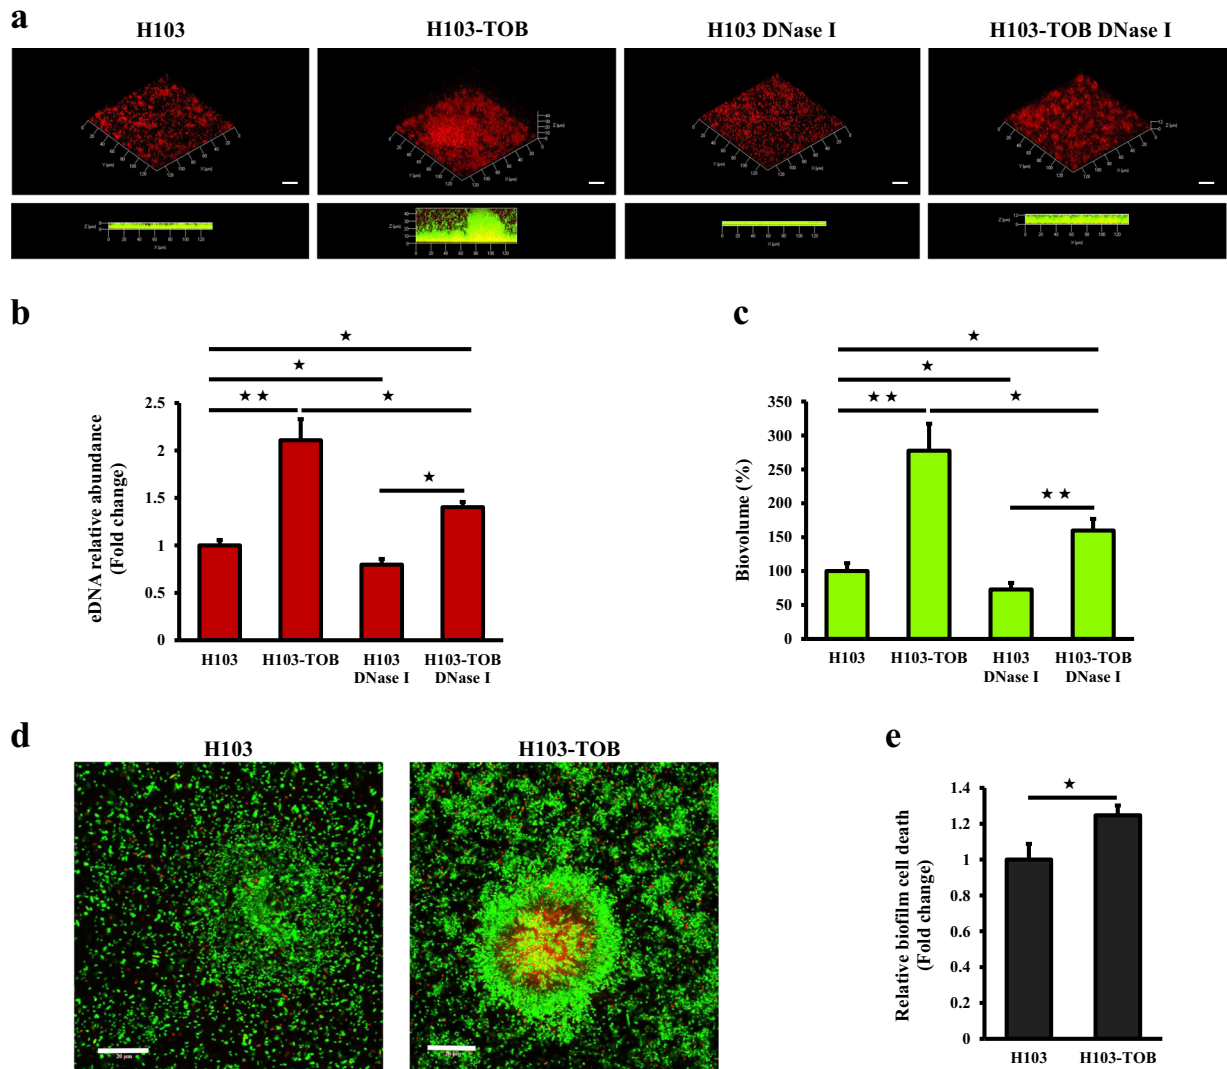 a
H103
H103-TOB
H103 DNase I
H103-TOB DNase I
b
eDNA relative abundance
(Fold change)
★
★
★ ★
★
★
2.5
2
1.5
1
0.5
0
H103
H103-TOB
H103
DNase I
H103-TOB
DNase I
c
Biovolume (%)
★
★
★ ★
★
★ ★
350
300
250
200
150
100
50
0
H103
H103-TOB
H103
DNase I
H103-TOB
DNase I
d
H103
H103-TOB
20 µm
e
Relative biofilm cell death
(Fold change)
★
1.4
1.2
1
0.8
0.6
0.4
0.2
0
H103
H103-TOB